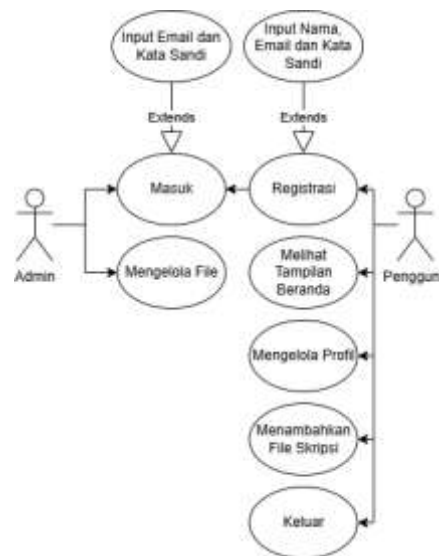 Input Email dan
Kata Sandi
Input Nama,
Email dan Kata
Sandi
Extends
Extends
Masuk
Registrasi
Admin
Mengelola File
Melihat
Tampilan
Beranda
Penggun
Mengelola Profil
Menambahkan
File Skripsi
Keluar